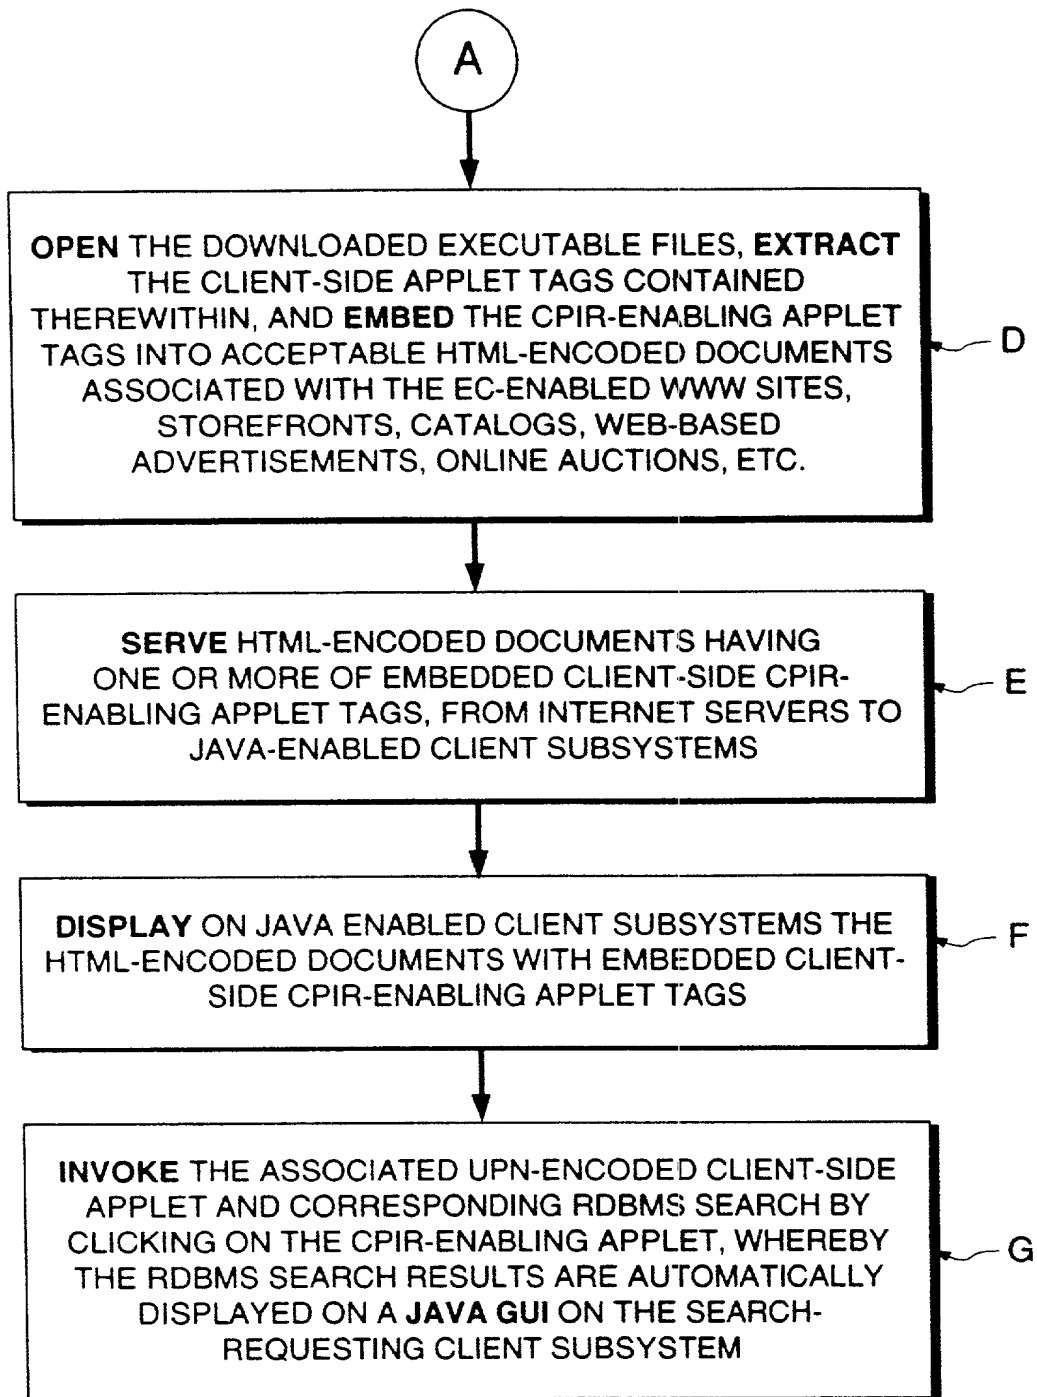 A
OPEN THE DOWNLOADED EXECUTABLE FILES, EXTRACT
THE CLIENT-SIDE APPLET TAGS CONTAINED
THEREWITHIN, AND EMBED THE CPIR-ENABLING APPLET
TAGS INTO ACCEPTABLE HTML-ENCODED DOCUMENTS
ASSOCIATED WITH THE EC-ENABLED WWW SITES,
STOREFRONTS, CATALOGS, WEB-BASED
ADVERTISEMENTS, ONLINE AUCTIONS, ETC.
D
SERVE HTML-ENCODED DOCUMENTS HAVING
ONE OR MORE OF EMBEDDED CLIENT-SIDE CPIR-
ENABLING APPLET TAGS, FROM INTERNET SERVERS TO
JAVA-ENABLED CLIENT SUBSYSTEMS
E
DISPLAY ON JAVA ENABLED CLIENT SUBSYSTEMS THE
HTML-ENCODED DOCUMENTS WITH EMBEDDED CLIENT-
SIDE CPIR-ENABLING APPLET TAGS
F
INVOKE THE ASSOCIATED UPN-ENCODED CLIENT-SIDE
APPLET AND CORRESPONDING RDBMS SEARCH BY
CLICKING ON THE CPIR-ENABLING APPLET, WHEREBY
THE RDBMS SEARCH RESULTS ARE AUTOMATICALLY
DISPLAYED ON A JAVA GUI ON THE SEARCH-
REQUESTING CLIENT SUBSYSTEM
G